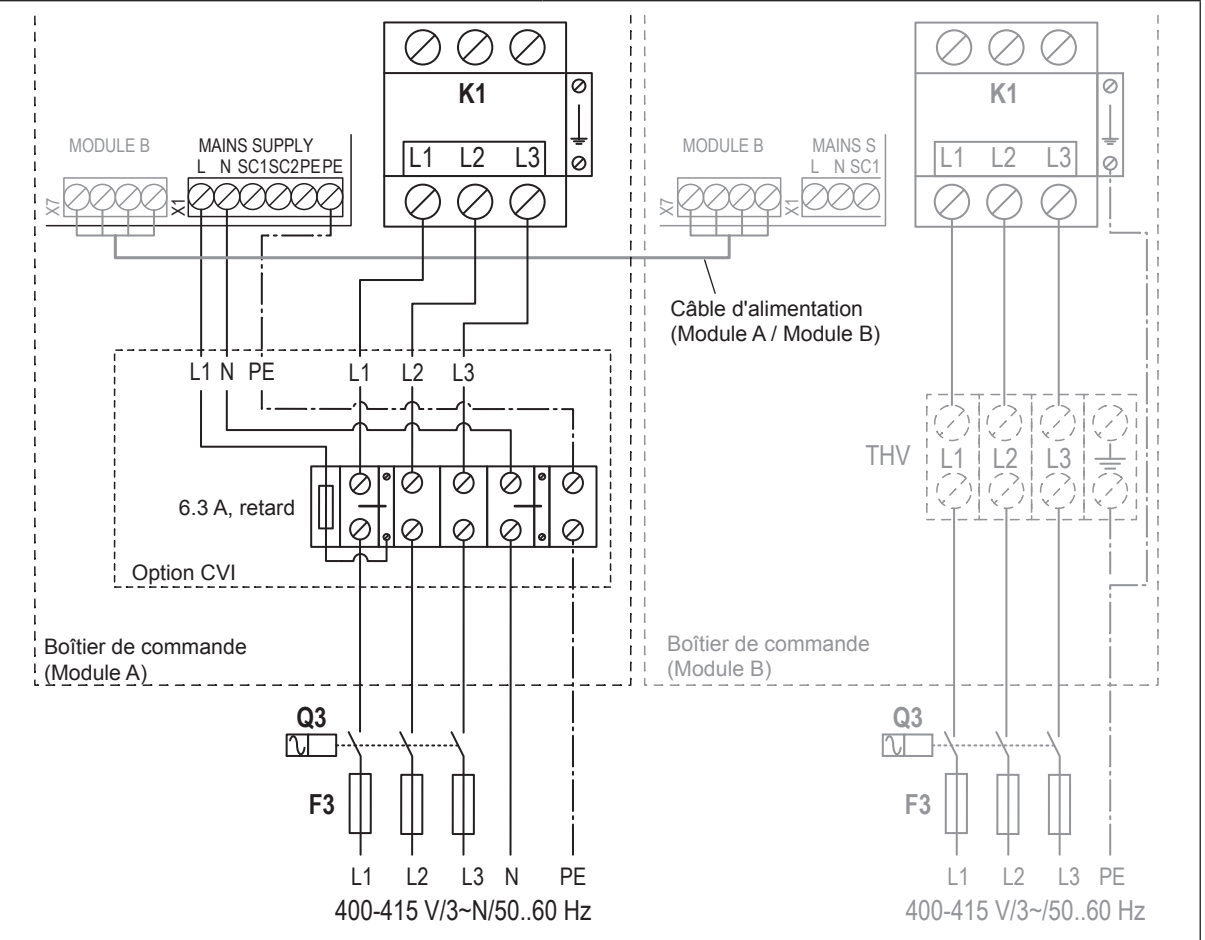 K1
K1
MODULE B
MAINS SUPPLY
L N SC1SC2PEPE
L1 L2 L3
X7
X1
MODULE B
MAINS S
L N SC1
L1 L2 L3
X7
X1
Câble d'alimentation
(Module A / Module B)
L1 N PE L1 L2 L3
THV
L1 L2 L3
6.3 A, retard
Option CVI
Boîtier de commande
(Module A)
Boîtier de commande
(Module B)
Q3
F3
L1 L2 L3 N PE
400-415 V/3~N/50..60 Hz
Q3
F3
L1 L2 L3 PE
400-415 V/3~/50..60 Hz